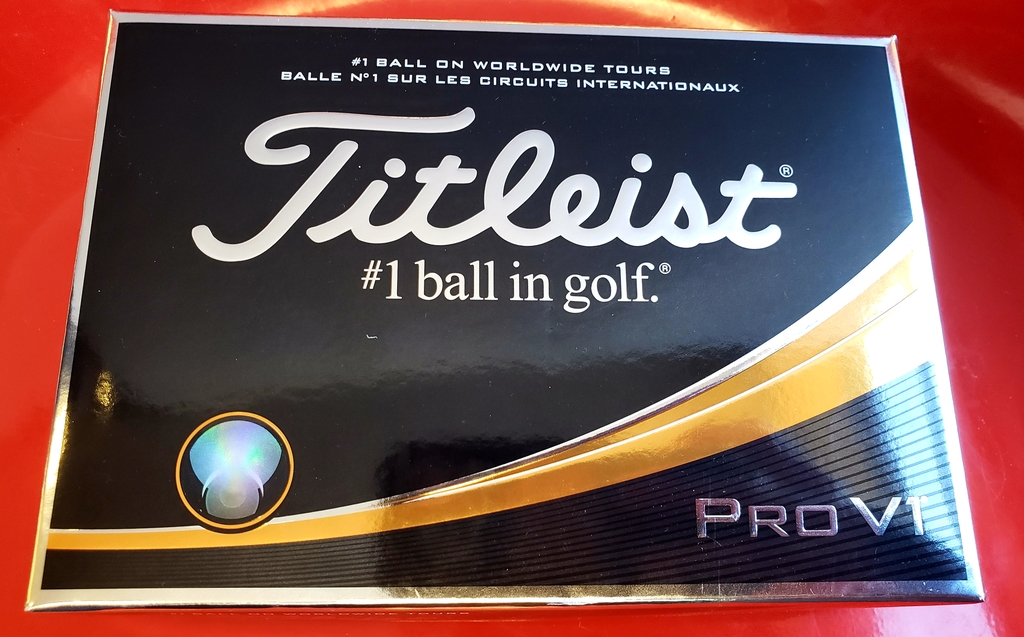 #1 BALL ON WORLDWIDE TOURS
BALLE N°1 SUR LES CIRCUITS INTERNATIONAUX
Titleist®
#1 ball in golf.®
PRO V1®